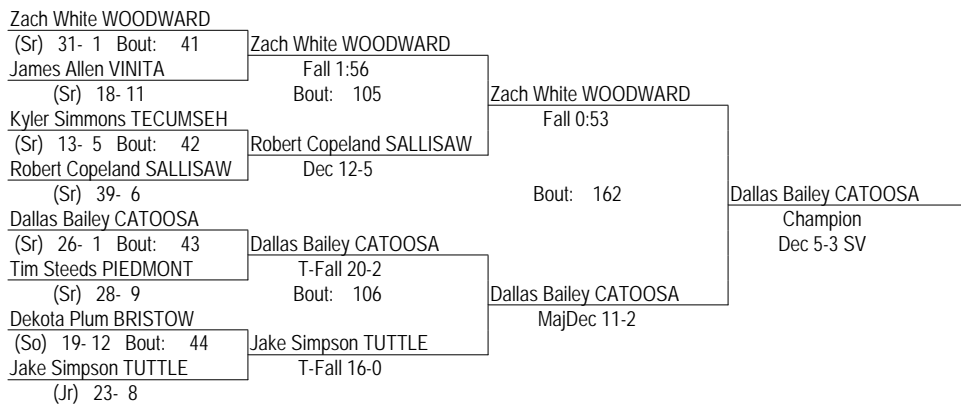 Zach White WOODWARD
(Sr) 31- 1 Bout: 41
James Allen VINITA
(Sr) 18- 11
Kyler Simmons TECUMSEH
(Sr) 13- 5 Bout: 42
Robert Copeland SALLISAW
(Sr) 39- 6
Dallas Bailey CATOOSA
(Sr) 26- 1 Bout: 43
Tim Steeds PIEDMONT
(Sr) 28- 9
Dekota Plum BRISTOW
(So) 19- 12 Bout: 44
Jake Simpson TUTTLE
(Jr) 23- 8
Zach White WOODWARD
Fall 1:56
Bout: 105
Robert Copeland SALLISAW
Dec 12-5
Dallas Bailey CATOOSA
T-Fall 20-2
Bout: 106
Jake Simpson TUTTLE
T-Fall 16-0
Zach White WOODWARD
Fall 0:53
Bout: 162
Dallas Bailey CATOOSA
MajDec 11-2
Dallas Bailey CATOOSA
Champion
Dec 5-3 SV